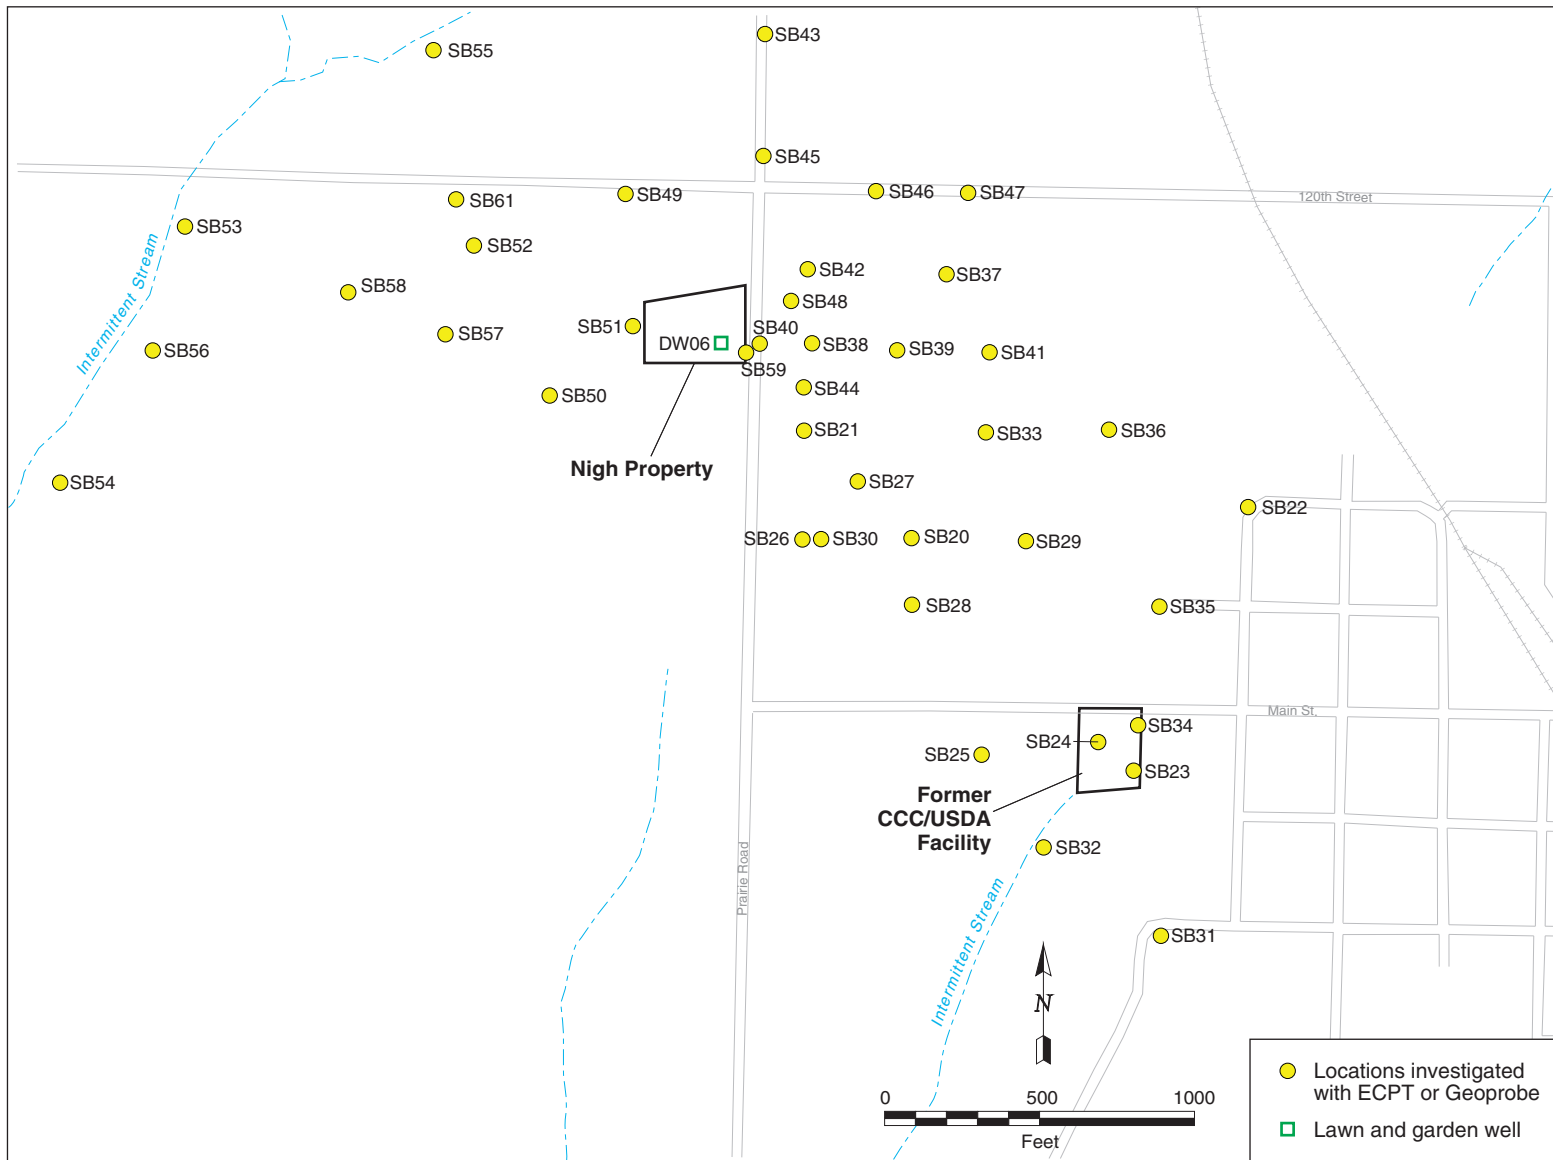 SB43
SB55
SB45
SB61
SB49
SB46
SB47
120th Street
SB53
SB52
SB42
SB37
SB58
SB48
Intermittent Stream
SB51
SB40
SB57
DW06
SB38
SB39
SB41
SB56
SB59
SB44
SB50
SB21
SB33
SB36
Nigh Property
SB54
SB27
SB22
SB26
SB30
SB20
SB29
SB28
SB35
Main St.
SB34
SB24
SB25
SB23
Former
CCC/USDA
Facility
SB32
Prairie Road
Intermittent Stream
SB31
N
0 500 1000
Feet
Locations investigated
with ECPT or Geoprobe
Lawn and garden well